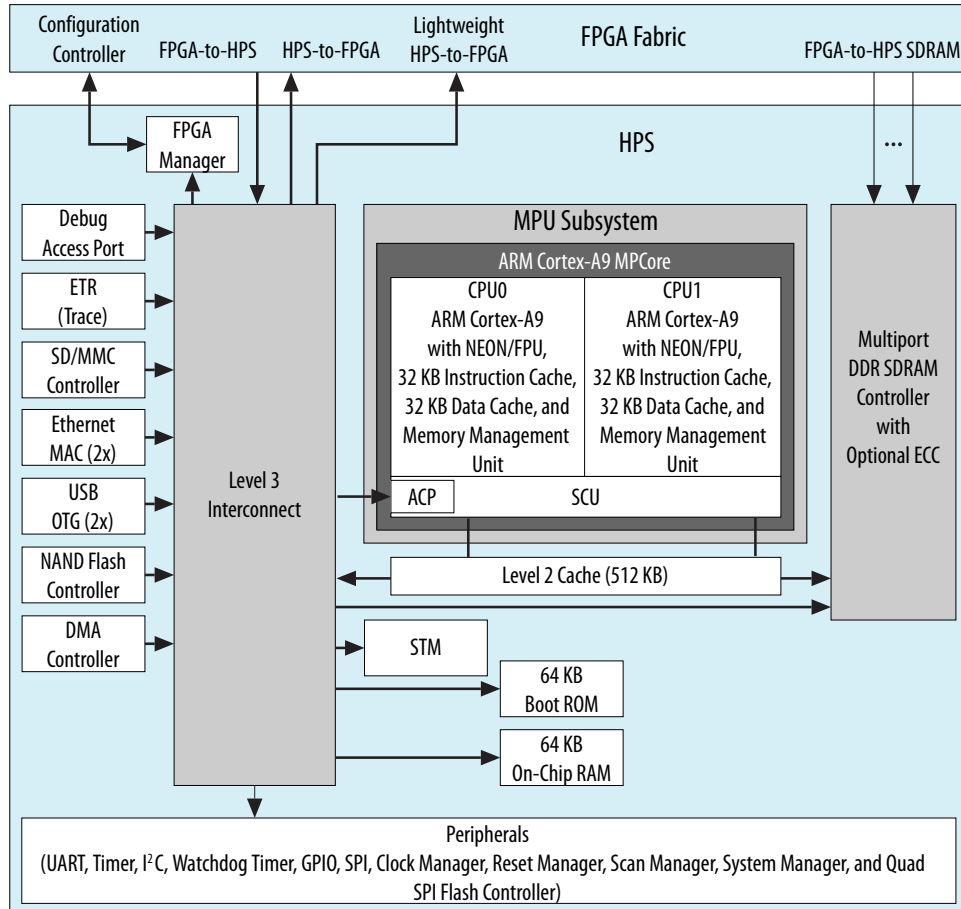 Configuration
Controller
FPGA-to-HPS
HPS-to-FPGA
Lightweight
HPS-to-FPGA
FPGA Fabric
FPGA-to-HPS SDRAM
FPGA
Manager
HPS
...
Debug
Access Port
ETR
(Trace)
SD/MMC
Controller
Ethernet
MAC (2x)
USB
OTG (2x)
NAND Flash
Controller
DMA
Controller
Level 3
Interconnect
MPU Subsystem
ARM Cortex-A9 MPCore
CPU0
ARM Cortex-A9
with NEON/FPU,
32 KB Instruction Cache,
32 KB Data Cache, and
Memory Management
Unit
CPU1
ARM Cortex-A9
with NEON/FPU,
32 KB Instruction Cache,
32 KB Data Cache, and
Memory Management
Unit
ACP
SCU
Level 2 Cache (512 KB)
Multiport
DDR SDRAM
Controller
with
Optional ECC
STM
64 KB
Boot ROM
64 KB
On-Chip RAM
Peripherals
(UART, Timer, I²C, Watchdog Timer, GPIO, SPI, Clock Manager, Reset Manager, Scan Manager, System Manager, and Quad
SPI Flash Controller)